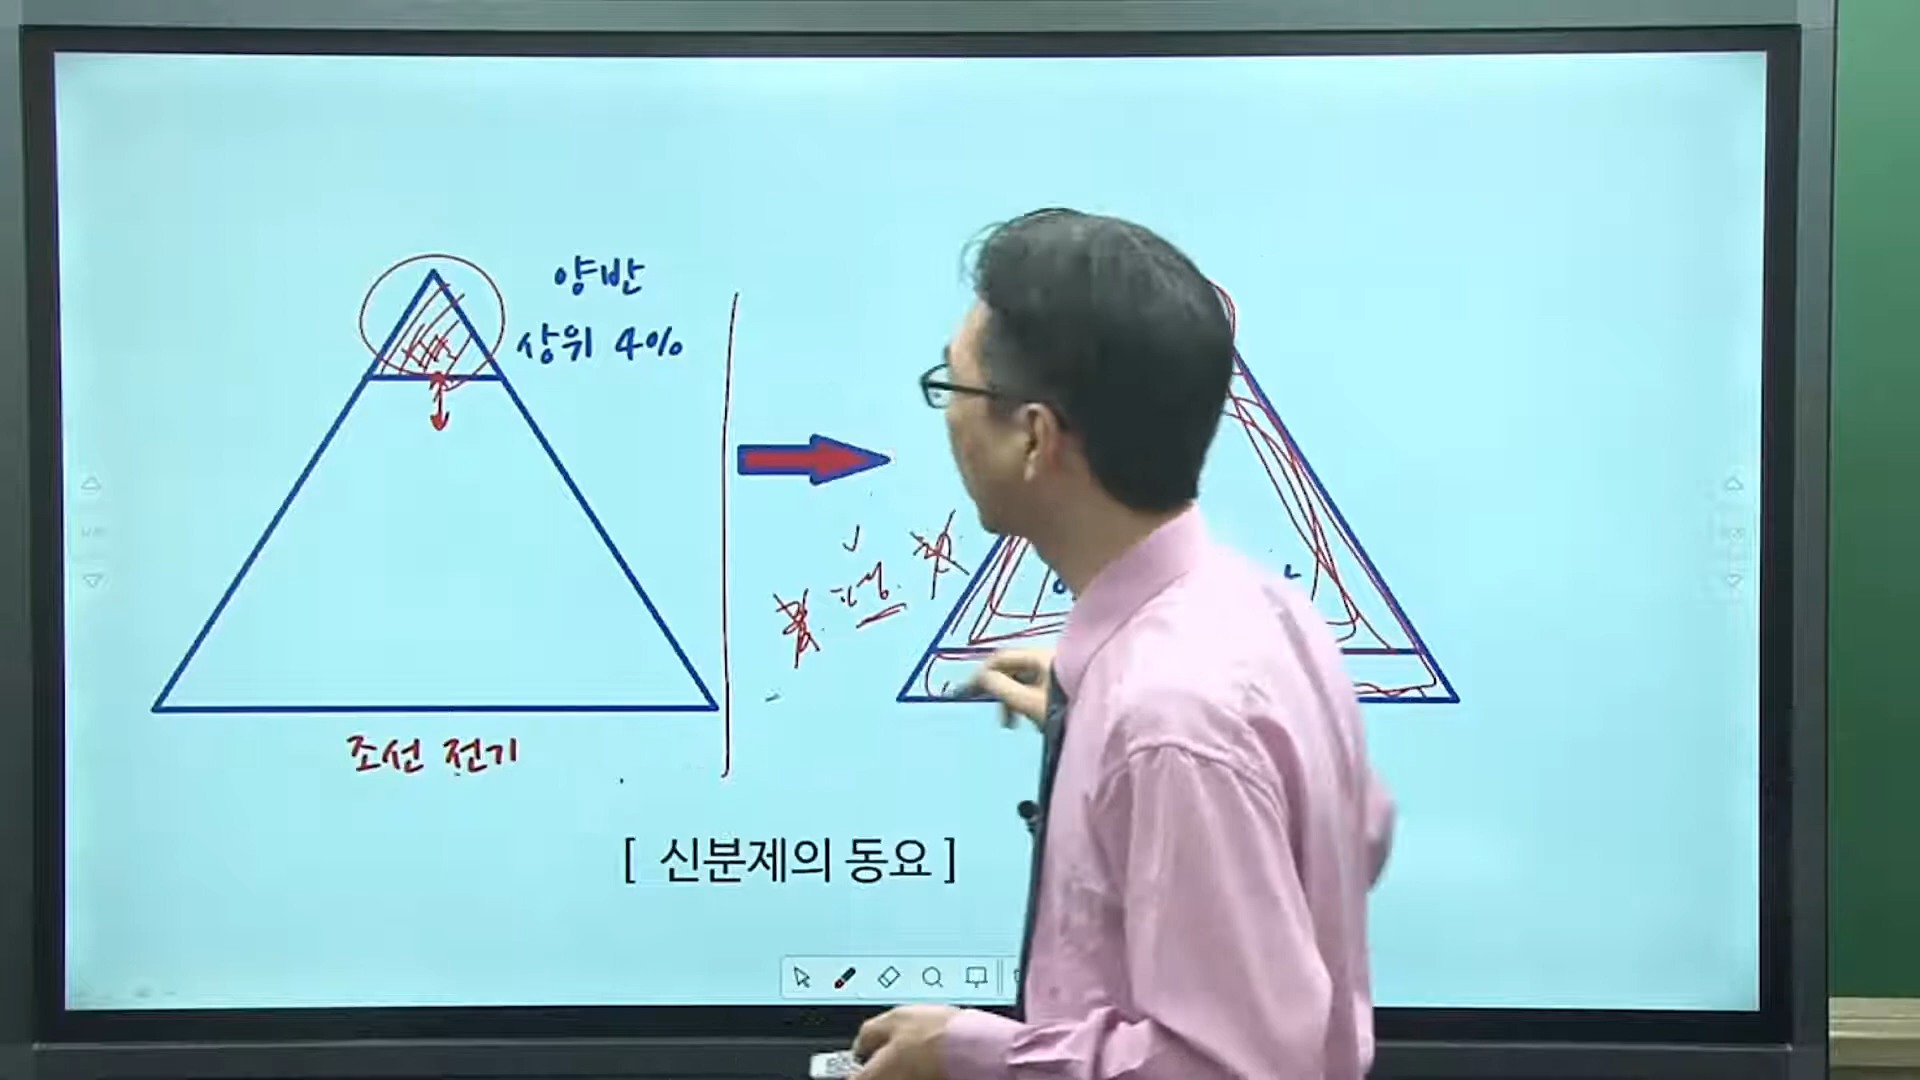 양반
상위 4%
조선 전기
[ 신분제의 동요 ]